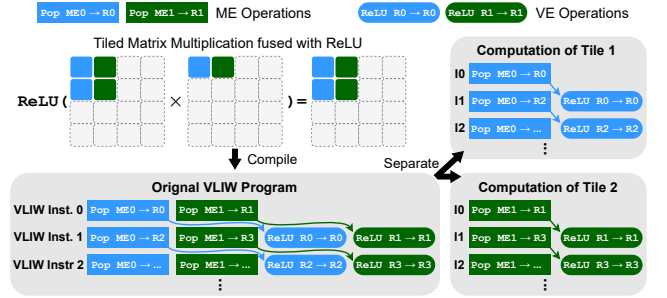 Pop ME0→R0 Pop ME1→R1 ME Operations ReLU R0→R0 ReLU R1→R1 VE Operations
Tiled Matrix Multiplication fused with ReLU
ReLU( × )=
Compile
Separate
Orignal VLIW Program
VLIW Inst. 0 Pop ME0→R0 Pop ME1→R1
VLIW Inst. 1 Pop ME0→R2 Pop ME1→R3 ReLU R0→R0 ReLU R1→R1
VLIW Instr 2 Pop ME0→... Pop ME1→... ReLU R2→R2 ReLU R3→R3
⋮
Computation of Tile 1
I0 Pop ME0→R0
I1 Pop ME0→R2 ReLU R0→R0
I2 Pop ME0→... ReLU R2→R2
⋮
Computation of Tile 2
I0 Pop ME1→R1
I1 Pop ME1→R3 ReLU R1→R1
I2 Pop ME1→... ReLU R3→R3
⋮